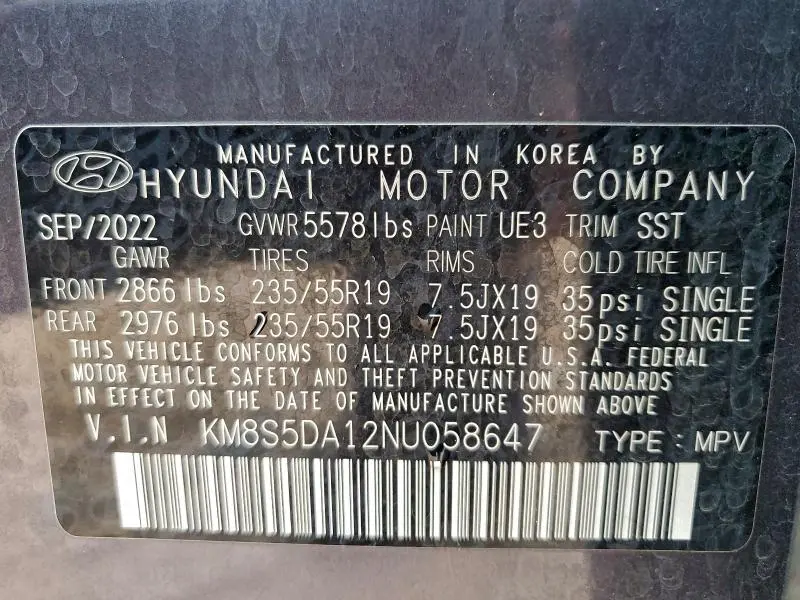 MANUFACTURED IN KOREA BY
HYUNDAI MOTOR COMPANY
SEP/2022 GVWR 5578lbs PAINT UE3 TRIM SST
GAWR TIRES RIMS COLD TIRE INFL
FRONT 2866 lbs 235/55R19 7.5JX19 35psi SINGLE
REAR 2976 lbs 235/55R19 7.5JX19 35psi SINGLE
THIS VEHICLE CONFORMS TO ALL APPLICABLE U.S.A. FEDERAL
MOTOR VEHICLE SAFETY AND THEFT PREVENTION STANDARDS
IN EFFECT ON THE DATE OF MANUFACTURE SHOWN ABOVE
V.I.N KM8S5DA12NU058647 TYPE: MPV